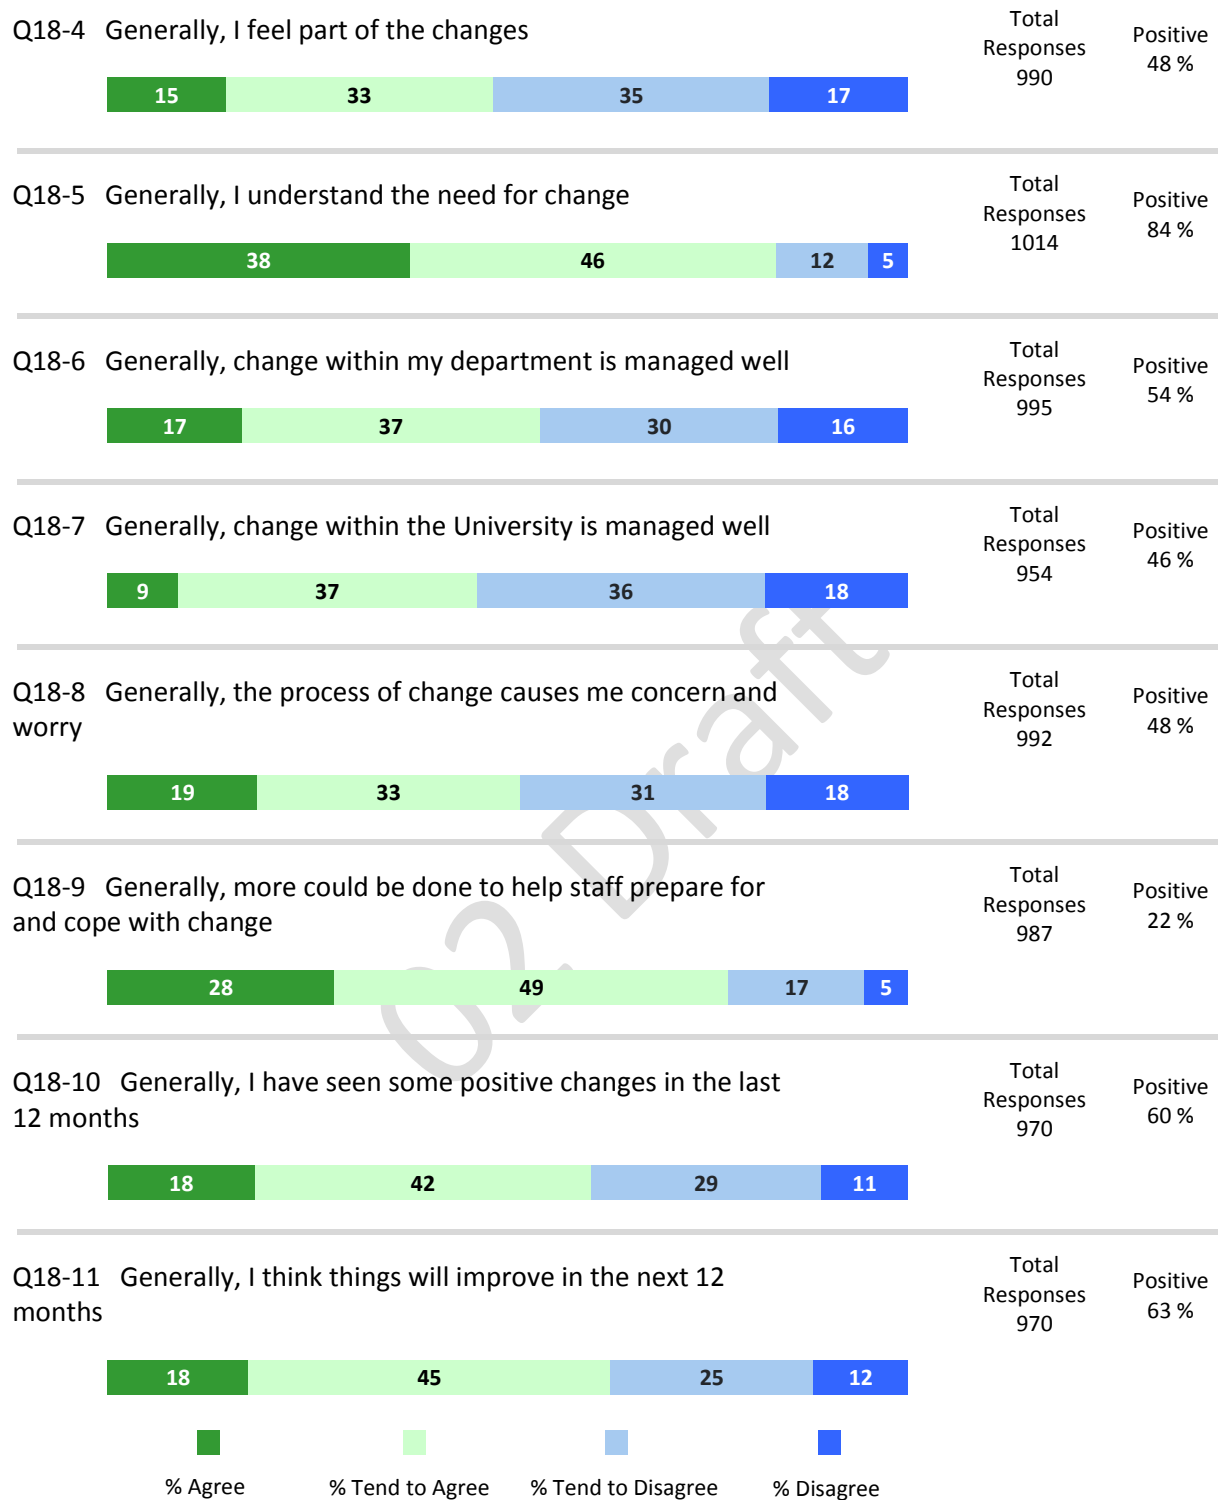 Q18-4 Generally, I feel part of the changes
Total
Responses
990
Positive
48 %
15 33 35 17
Q18-5 Generally, I understand the need for change
Total
Responses
1014
Positive
84 %
38 46 12 5
Q18-6 Generally, change within my department is managed well
Total
Responses
995
Positive
54 %
17 37 30 16
Q18-7 Generally, change within the University is managed well
Total
Responses
954
Positive
46 %
9 37 36 18
Q18-8 Generally, the process of change causes me concern and
worry
Total
Responses
992
Positive
48 %
19 33 31 18
Q18-9 Generally, more could be done to help staff prepare for
and cope with change
Total
Responses
987
Positive
22 %
28 49 17 5
Q18-10 Generally, I have seen some positive changes in the last
12 months
Total
Responses
970
Positive
60 %
18 42 29 11
Q18-11 Generally, I think things will improve in the next 12
months
Total
Responses
970
Positive
63 %
18 45 25 12
% Agree % Tend to Agree % Tend to Disagree % Disagree
02 Draft